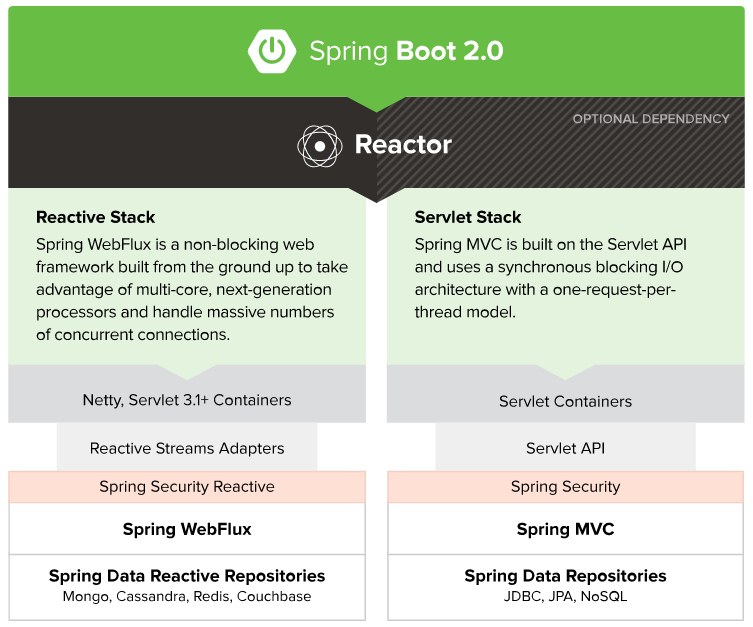 Spring Boot 2.0
OPTIONAL DEPENDENCY
Reactor
Reactive Stack
Spring WebFlux is a non-blocking web
framework built from the ground up to take
advantage of multi-core, next-generation
processors and handle massive numbers
of concurrent connections.
Servlet Stack
Spring MVC is built on the Servlet API
and uses a synchronous blocking I/O
architecture with a one-request-per-
thread model.
Netty, Servlet 3.1+ Containers
Servlet Containers
Reactive Streams Adapters
Servlet API
Spring Security Reactive
Spring Security
Spring WebFlux
Spring MVC
Spring Data Reactive Repositories
Mongo, Cassandra, Redis, Couchbase
Spring Data Repositories
JDBC, JPA, NoSQL